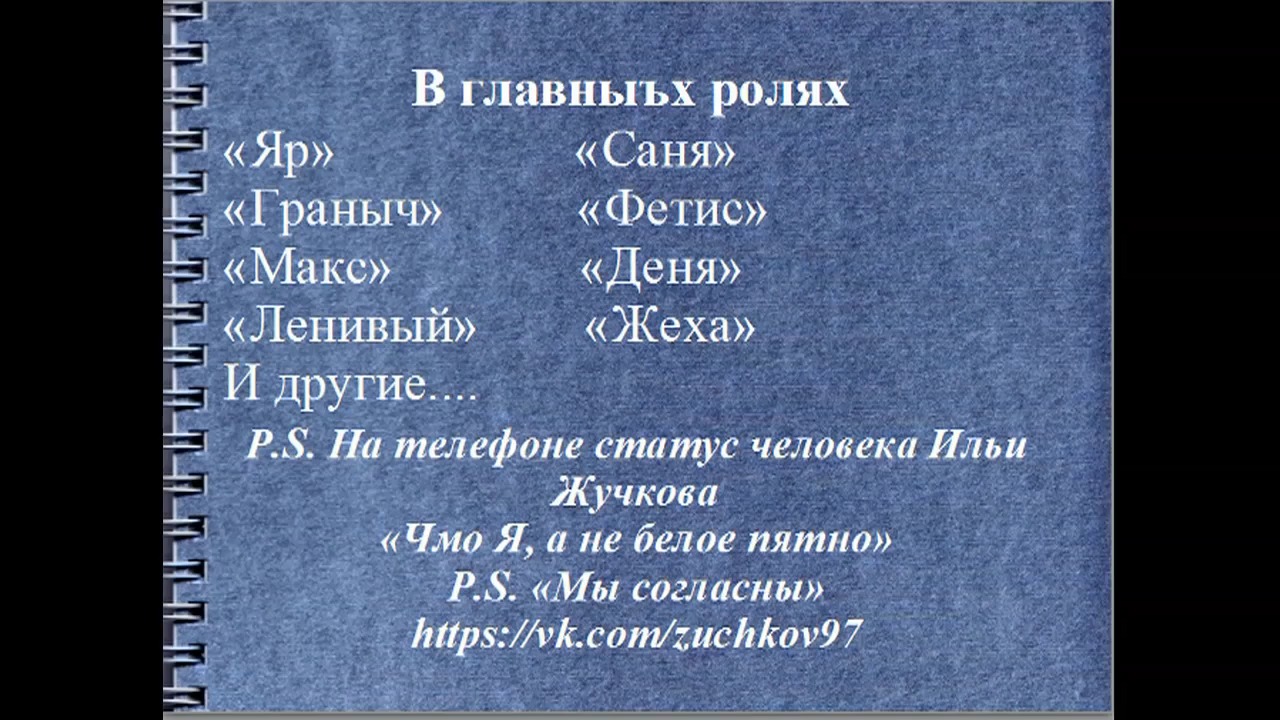 В главныъх ролях
«Яр» «Саня»
«Граныч» «Фетис»
«Макс» «Деня»
«Ленивый» «Жеха»
И другие....
P.S. На телефоне статус человека Ильи
Жучкова
«Чмо Я, а не белое пятно»
P.S. «Мы согласны»
https://vk.com/zuchkov97